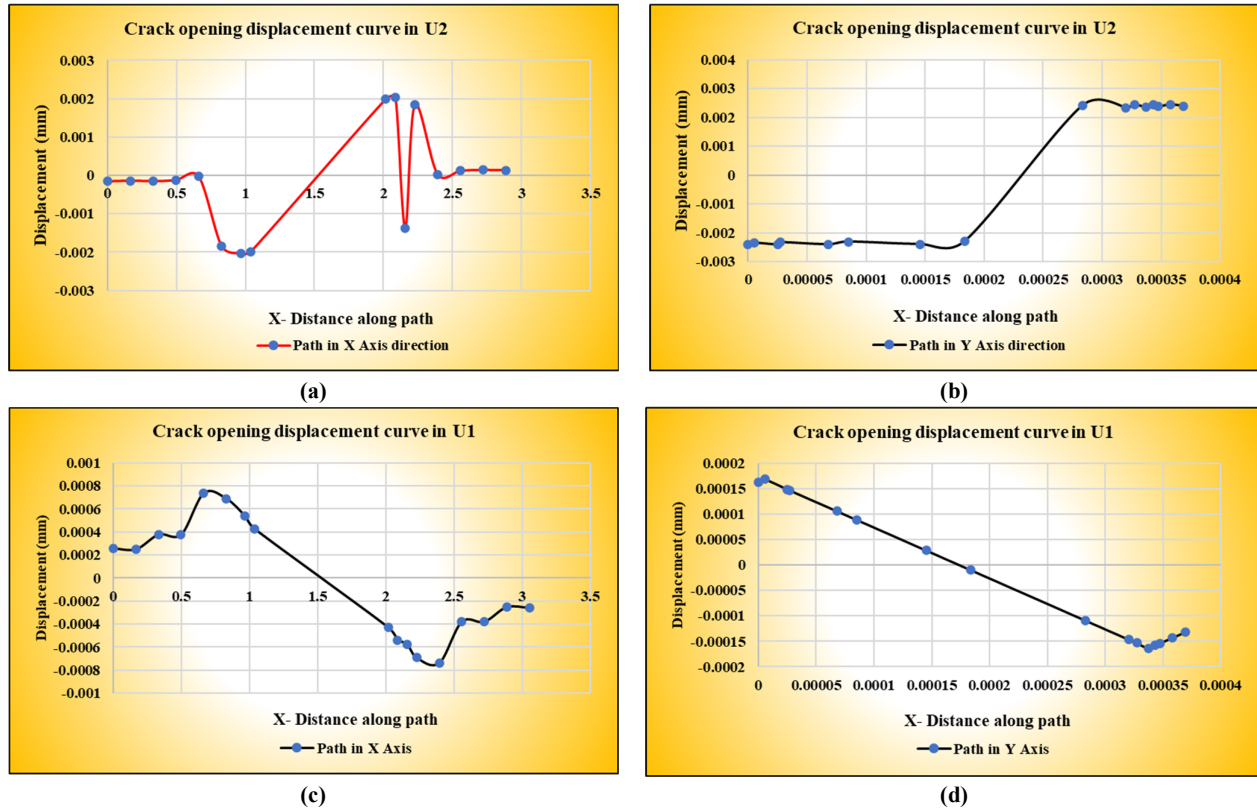 Crack opening displacement curve in U2
Displacement (mm)
0.003
0.002
0.001
0
-0.001
-0.002
-0.003
0 0.5 1 1.5 2 2.5 3 3.5
X- Distance along path
Path in X Axis direction
(a)
Crack opening displacement curve in U2
Displacement (mm)
0.004
0.003
0.002
0.001
0
-0.001
-0.002
-0.003
0 0.00005 0.0001 0.00015 0.0002 0.00025 0.0003 0.00035 0.0004
X- Distance along path
Path in Y Axis direction
(b)
Crack opening displacement curve in U1
Displacement (mm)
0.001
0.0008
0.0006
0.0004
0.0002
0
-0.0002
-0.0004
-0.0006
-0.0008
-0.001
0 0.5 1 1.5 2 2.5 3 3.5
X- Distance along path
Path in X Axis
(c)
Crack opening displacement curve in U1
Displacement (mm)
0.0002
0.00015
0.0001
0.00005
0
-0.00005
-0.0001
-0.00015
-0.0002
0 0.00005 0.0001 0.00015 0.0002 0.00025 0.0003 0.00035 0.0004
X- Distance along path
Path in Y Axis
(d)